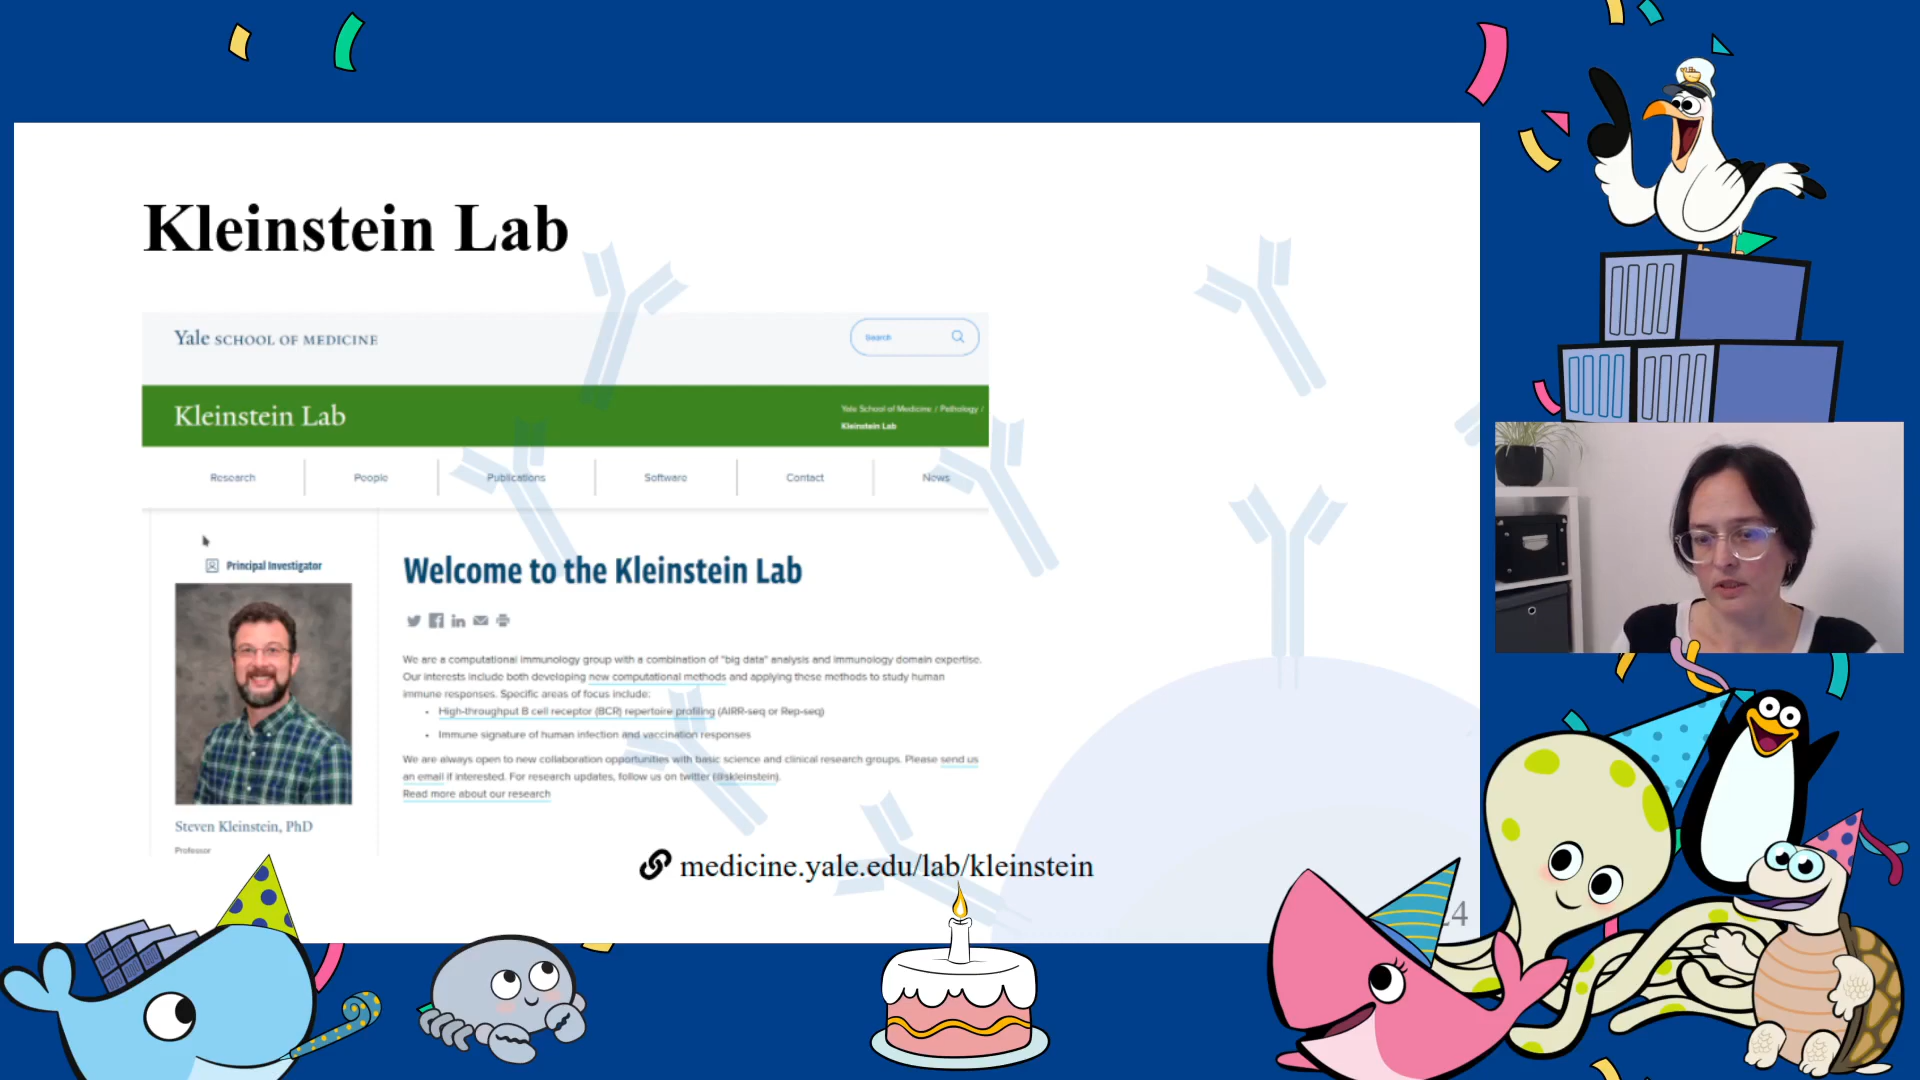 Kleinstein Lab
Yale SCHOOL OF MEDICINE
Search
Kleinstein Lab
Yale School of Medicine / Pathology /
Kleinstein Lab
Research
People
Publications
Software
Contact
News
Principal Investigator
Steven Kleinstein, PhD
Professor
Welcome to the Kleinstein Lab
We are a computational immunology group with a combination of "big data" analysis and immunology domain expertise.
Our interests include both developing new computational methods and applying these methods to study human
immune responses. Specific areas of focus include:
• High-throughput B cell receptor (BCR) repertoire profiling (AIRR-seq or Rep-seq)
• Immune signature of human infection and vaccination responses
We are always open to new collaboration opportunities with basic science and clinical research groups. Please send us
an email if interested. For research updates, follow us on twitter (@skleinstein).
Read more about our research
medicine.yale.edu/lab/kleinstein